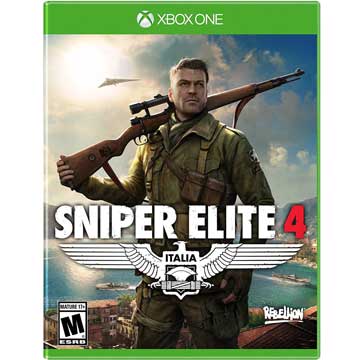 XBOX ONE
SNIPER ELITE 4
ITALIA
MATURE 17+
M
ESRB
REBELLION